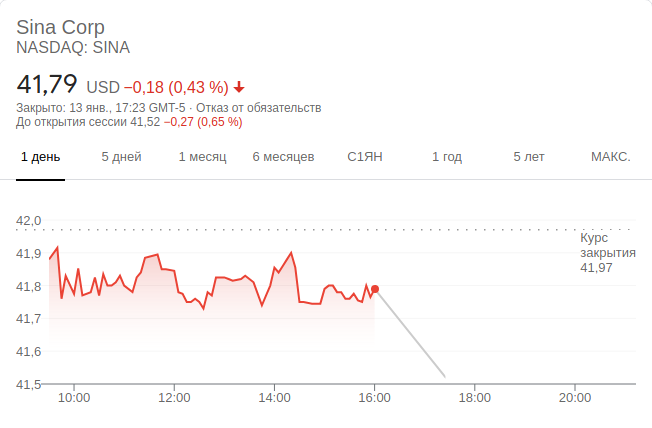 Sina Corp
NASDAQ: SINA
41,79 USD −0,18 (0,43 %)
Закрыто: 13 янв., 17:23 GMT-5 · Отказ от обязательств
До открытия сессии 41,52 −0,27 (0,65 %)
1 день 5 дней 1 месяц 6 месяцев С1ЯН 1 год 5 лет МАКС.
42,0
Курс
закрытия
41,97
41,9
41,8
41,7
41,6
41,5
10:00 12:00 14:00 16:00 18:00 20:00